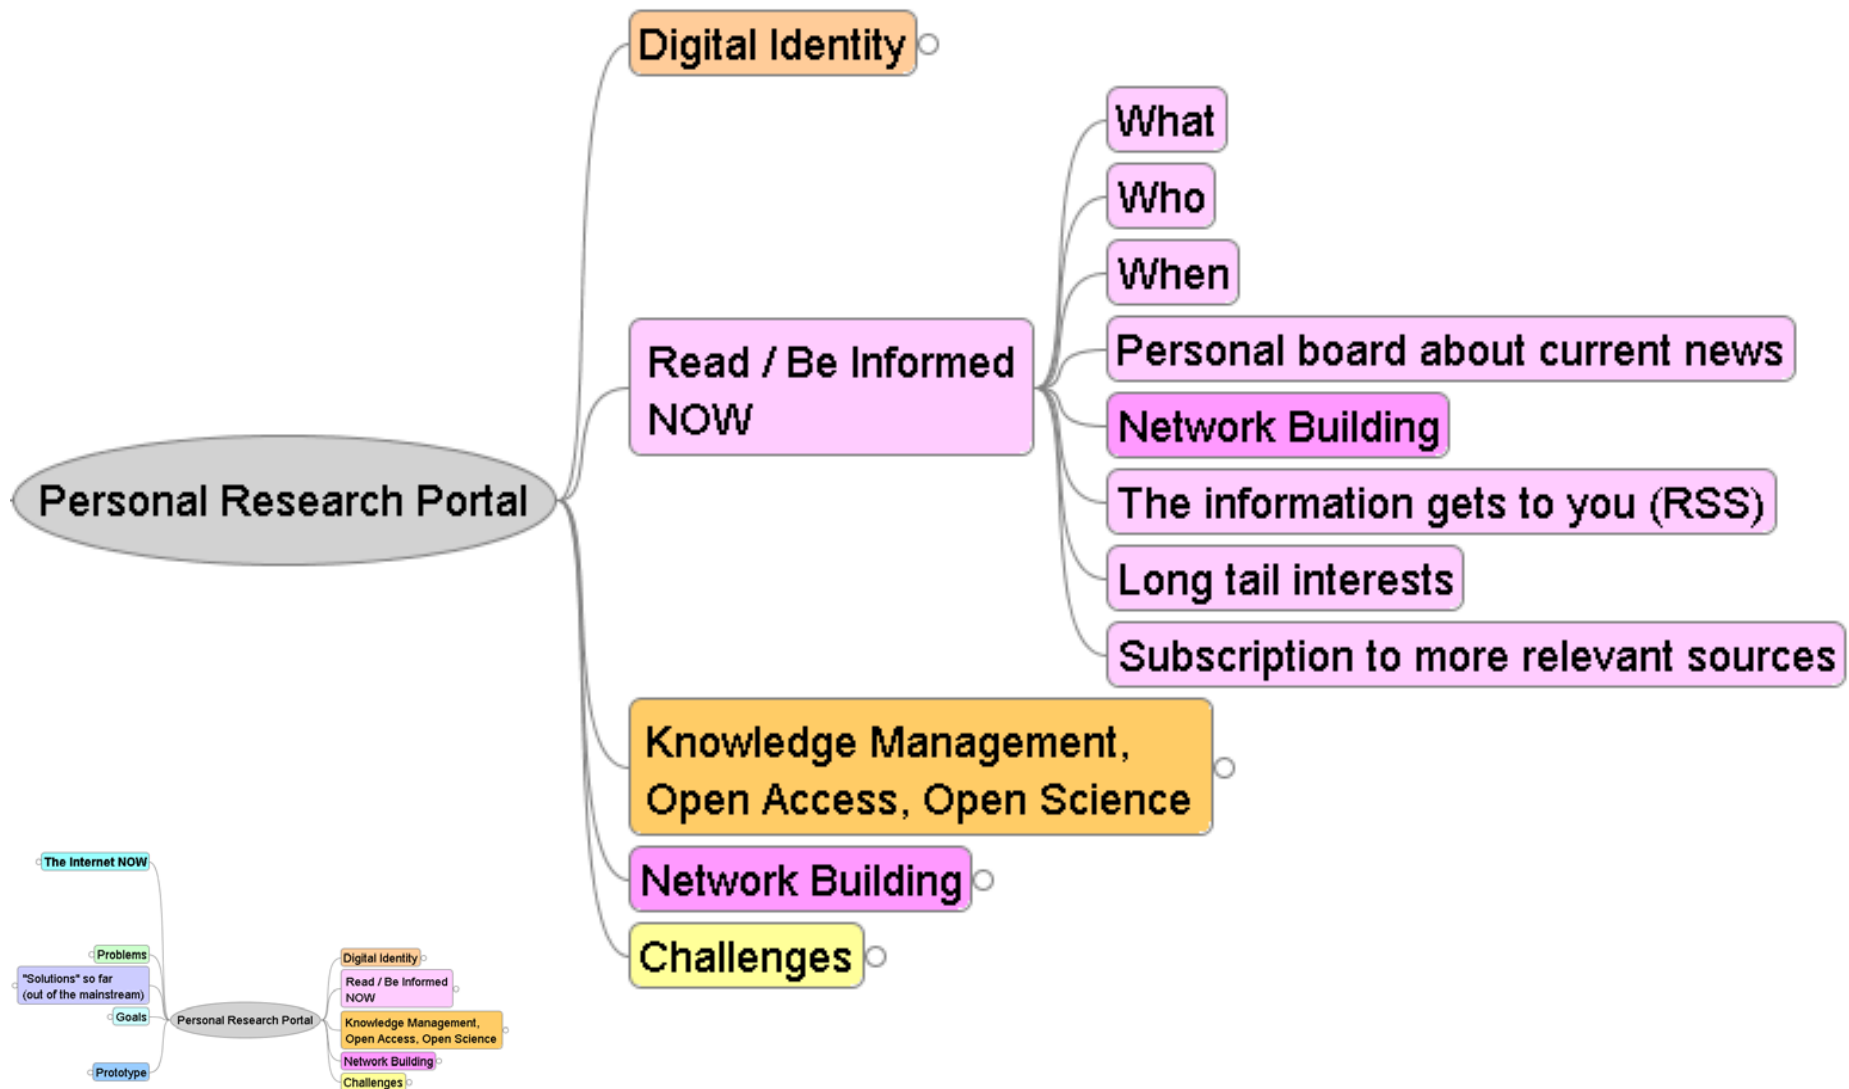 Digital Identity
What
Who
When
Read / Be Informed
NOW
Personal board about current news
Network Building
Personal Research Portal
The information gets to you (RSS)
Long tail interests
Subscription to more relevant sources
Knowledge Management,
Open Access, Open Science
Network Building
Challenges
The Internet NOW
Problems
"Solutions" so far
(out of the mainstream)
Goals
Prototype
Personal Research Portal
Digital Identity
Read / Be Informed
NOW
Knowledge Management,
Open Access, Open Science
Network Building
Challenges